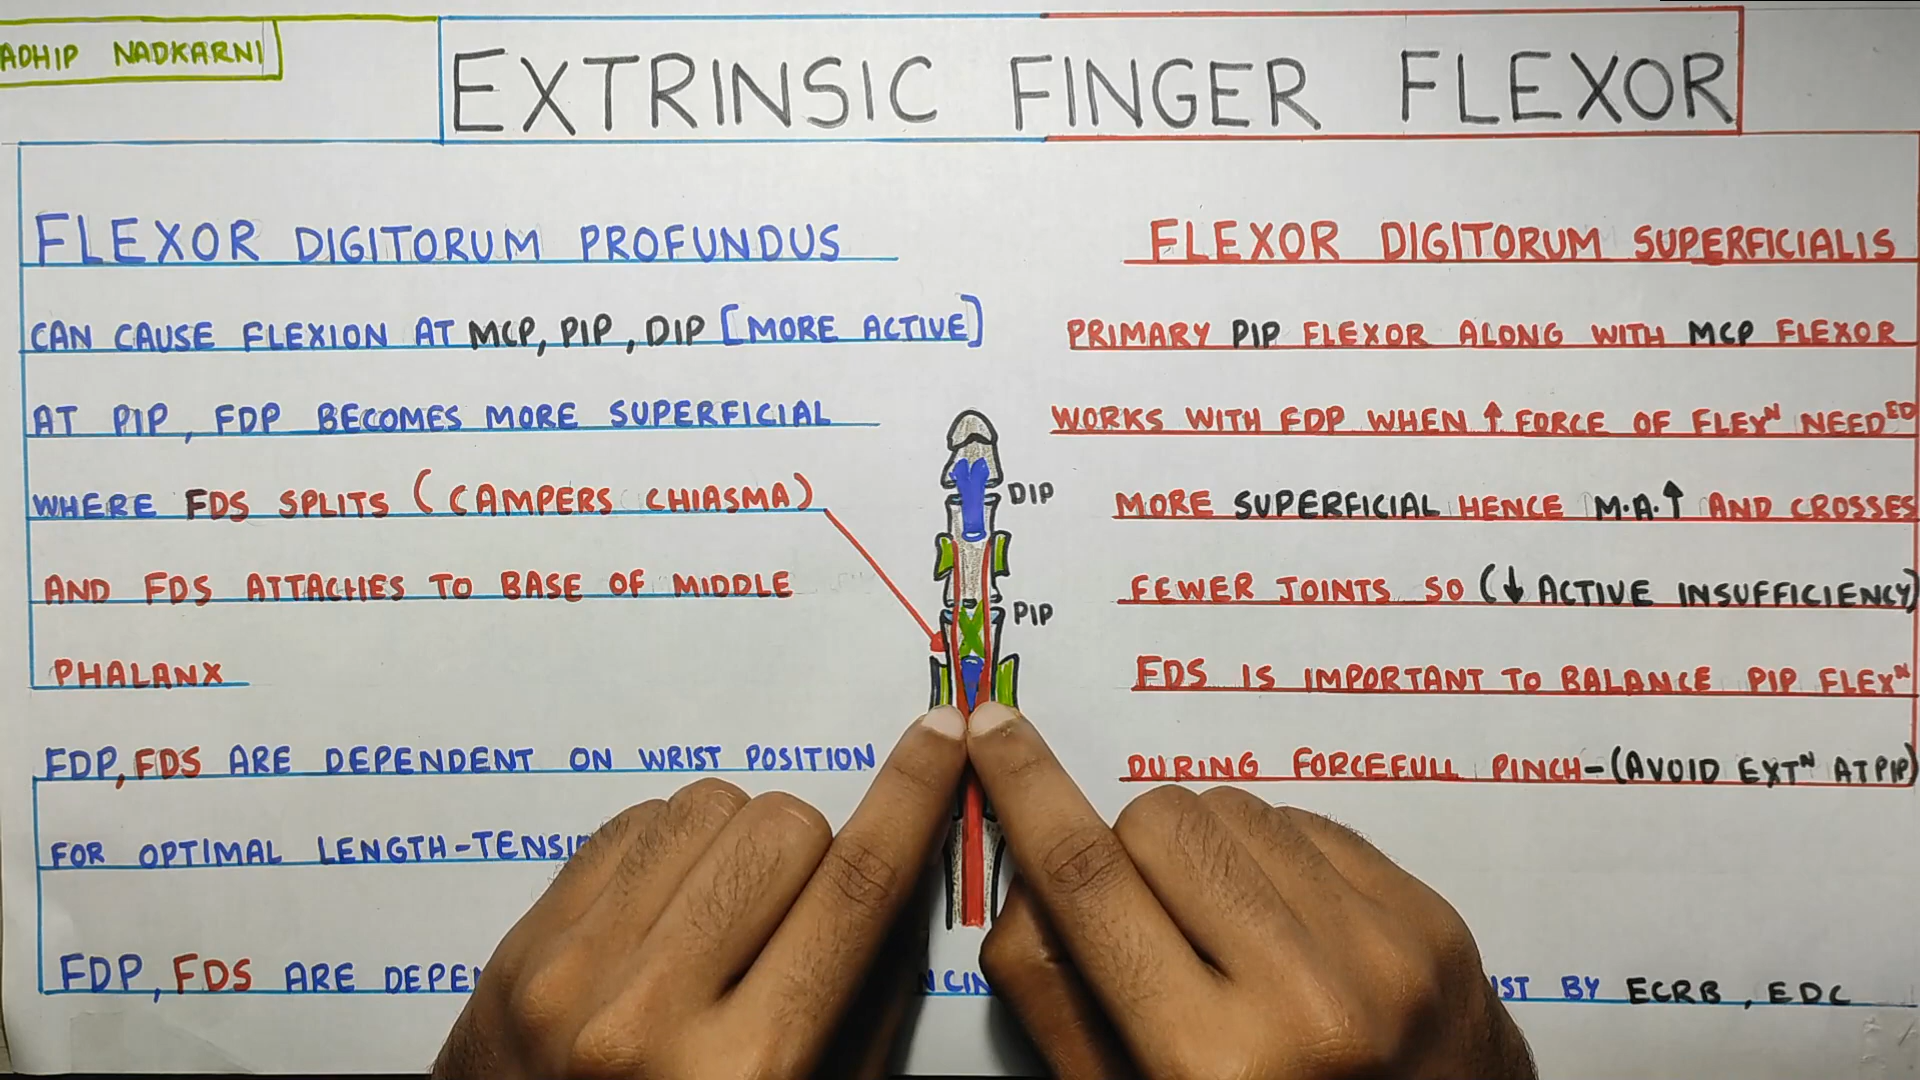 ADHIP NADKARNI
EXTRINSIC FINGER FLEXOR
FLEXOR DIGITORUM PROFUNDUS
CAN CAUSE FLEXION AT MCP, PIP, DIP [MORE ACTIVE]
AT PIP, FDP BECOMES MORE SUPERFICIAL
WHERE FDS SPLITS (CAMPERS CHIASMA)
AND FDS ATTACHES TO BASE OF MIDDLE
PHALANX
FDP, FDS ARE DEPENDENT ON WRIST POSITION
FOR OPTIMAL LENGTH-TENSI
FDP, FDS ARE DEPE
NCIN
IST BY ECRB, EDC
DIP
PIP
FLEXOR DIGITORUM SUPERFICIALIS
PRIMARY PIP FLEXOR ALONG WITH MCP FLEXOR
WORKS WITH FDP WHEN ↑ FORCE OF FLEXᴺ NEEDᴱᴰ
MORE SUPERFICIAL HENCE M.A.↑ AND CROSSES
FEWER JOINTS SO (↓ ACTIVE INSUFFICIENCY)
FDS IS IMPORTANT TO BALANCE PIP FLEXᴺ
DURING FORCEFULL PINCH-(AVOID EXTᴺ AT PIP)